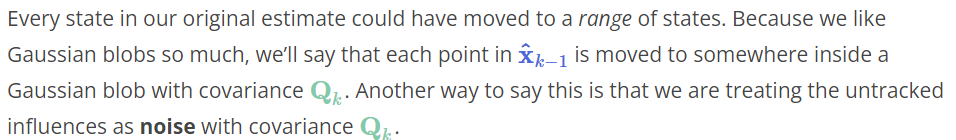 Every state in our original estimate could have moved to a range of states. Because we like
Gaussian blobs so much, we’ll say that each point in x̂ₖ₋₁ is moved to somewhere inside a
Gaussian blob with covariance Qₖ. Another way to say this is that we are treating the untracked
influences as noise with covariance Qₖ.